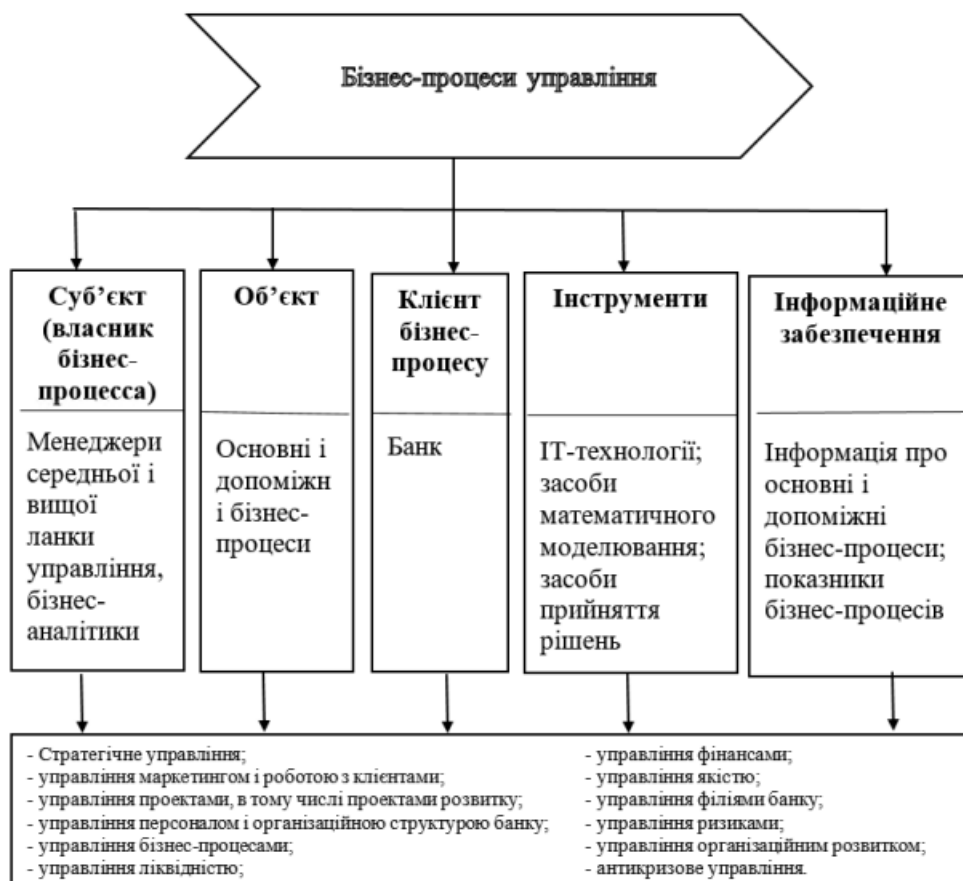 Бізнес-процеси управління
Суб’єкт
(власник
бізнес-
процесса)
Менеджери
середньої і
вищої
ланки
управління,
бізнес-
аналітики
Об’єкт
Основні і
допоміжн
і бізнес-
процеси
Клієнт
бізнес-
процесу
Банк
Інструменти
ІТ-технології;
засоби
математичного
моделювання;
засоби
прийняття
рішень
Інформаційне
забезпечення
Інформація про
основні і
допоміжні
бізнес-процеси;
показники
бізнес-процесів
- Стратегічне управління;
- управління маркетингом і роботою з клієнтами;
- управління проектами, в тому числі проектами розвитку;
- управління персоналом і організаційною структурою банку;
- управління бізнес-процесами;
- управління ліквідністю;
- управління фінансами;
- управління якістю;
- управління філіями банку;
- управління ризиками;
- управління організаційним розвитком;
- антикризове управління.